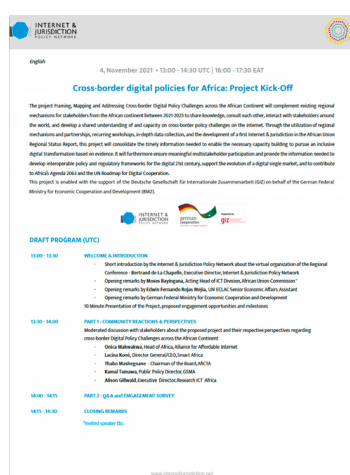 INTERNET &
JURISDICTION
POLICY NETWORK
English
4, November 2021 • 13:00 - 14:30 UTC | 16:00 - 17:30 EAT
Cross-border digital policies for Africa: Project Kick-Off
The project Framing, Mapping and Addressing Cross-border Digital Policy Challenges across the African Continent will complement existing regional
mechanisms for stakeholders from the African continent between 2021-2023 to share knowledge, consult each other, interact with stakeholders around
the world, and develop a shared understanding of and capacity on cross-border policy challenges on the internet. Through the utilization of regional
mechanisms and partnerships, recurring workshops, in-depth data collection, and the development of a first Internet & Jurisdiction in the African Union
Regional Status Report, this project will consolidate the timely information needed to enable the necessary capacity building to pursue an inclusive
digital transformation based on evidence. It will furthermore ensure meaningful multistakeholder participation and provide the information needed to
develop interoperable policy and regulatory frameworks for the digital 21st century, support the evolution of a digital single market, and to contribute
to Africa's Agenda 2063 and the UN Roadmap for Digital Cooperation.
This project is enabled with the support of the Deutsche Gesellschaft für Internationale Zusammenarbeit (GIZ) on behalf of the German Federal
Ministry for Economic Cooperation and Development (BMZ).
INTERNET &
JURISDICTION
POLICY NETWORK
german
cooperation
giz
DRAFT PROGRAM (UTC)
13:00 - 13:30 WELCOME & INTRODUCTION
- Short introduction by the Internet & Jurisdiction Policy Network about the virtual organization of the Regional
Conference - Bertrand de La Chapelle, Executive Director, Internet & Jurisdiction Policy Network
- Opening remarks by Moses Bayingana, Acting Head of ICT Division, African Union Commission*
- Opening remarks by Edwin Fernando Rojas Mejia, UN ECLAC Senior Economic Affairs Assistant
- Opening remarks by German Federal Ministry for Economic Cooperation and Development
10 Minute Presentation of the Project, proposed engagement opportunities and milestones
13:30 - 14:00 PART 1 : COMMUNITY REACTIONS & PERSPECTIVES
Moderated discussion with stakeholders about the proposed project and their respective perspectives regarding
cross-border Digital Policy Challenges across the African Continent
- Onica Makwakwa, Head of Africa, Alliance for Affordable Internet
- Lacina Koné, Director General/CEO, Smart Africa
- Thabo Mashegoane - Chairman of the Board, AfICTA
- Kamal Tamawa, Public Policy Director, GSMA
- Alison Gillwald, Executive Director, Research ICT Africa
14:00 - 14:15 PART 2 : Q&A and ENGAGEMENT SURVEY
14:15 - 14:30 CLOSING REMARKS
*invited speaker tbc
www.internetjurisdiction.net